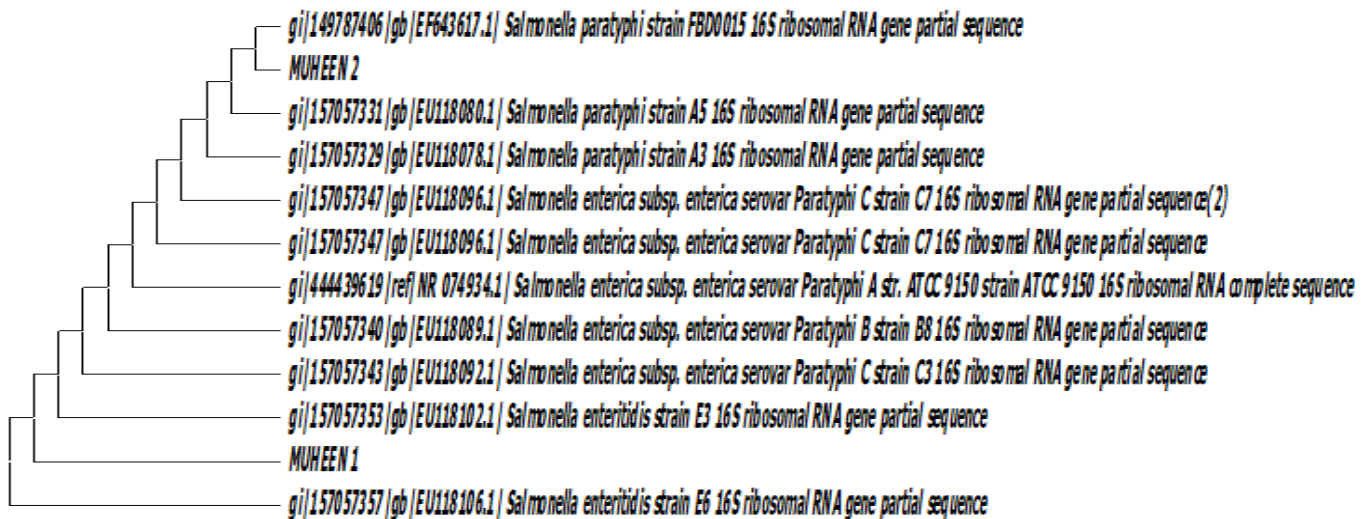 gi|149787406|gb|EF643617.1| Salmonella paratyphi strain FBD0015 16S ribosomal RNA gene partial sequence
MUHEEN 2
gi|157057331|gb|EU118080.1| Salmonella paratyphi strain A5 16S ribosomal RNA gene partial sequence
gi|157057329|gb|EU118078.1| Salmonella paratyphi strain A3 16S ribosomal RNA gene partial sequence
gi|157057347|gb|EU118096.1| Salmonella enterica subsp. enterica serovar Paratyphi C strain C7 16S ribosomal RNA gene partial sequence(2)
gi|157057347|gb|EU118096.1| Salmonella enterica subsp. enterica serovar Paratyphi C strain C7 16S ribosomal RNA gene partial sequence
gi|444439619|ref|NR 074934.1| Salmonella enterica subsp. enterica serovar Paratyphi A str. ATCC 9150 strain ATCC 9150 16S ribosomal RNA complete sequence
gi|157057340|gb|EU118089.1| Salmonella enterica subsp. enterica serovar Paratyphi B strain B8 16S ribosomal RNA gene partial sequence
gi|157057343|gb|EU118092.1| Salmonella enterica subsp. enterica serovar Paratyphi C strain C3 16S ribosomal RNA gene partial sequence
gi|157057353|gb|EU118102.1| Salmonella enteritidis strain E3 16S ribosomal RNA gene partial sequence
MUHEEN 1
gi|157057357|gb|EU118106.1| Salmonella enteritidis strain E6 16S ribosomal RNA gene partial sequence